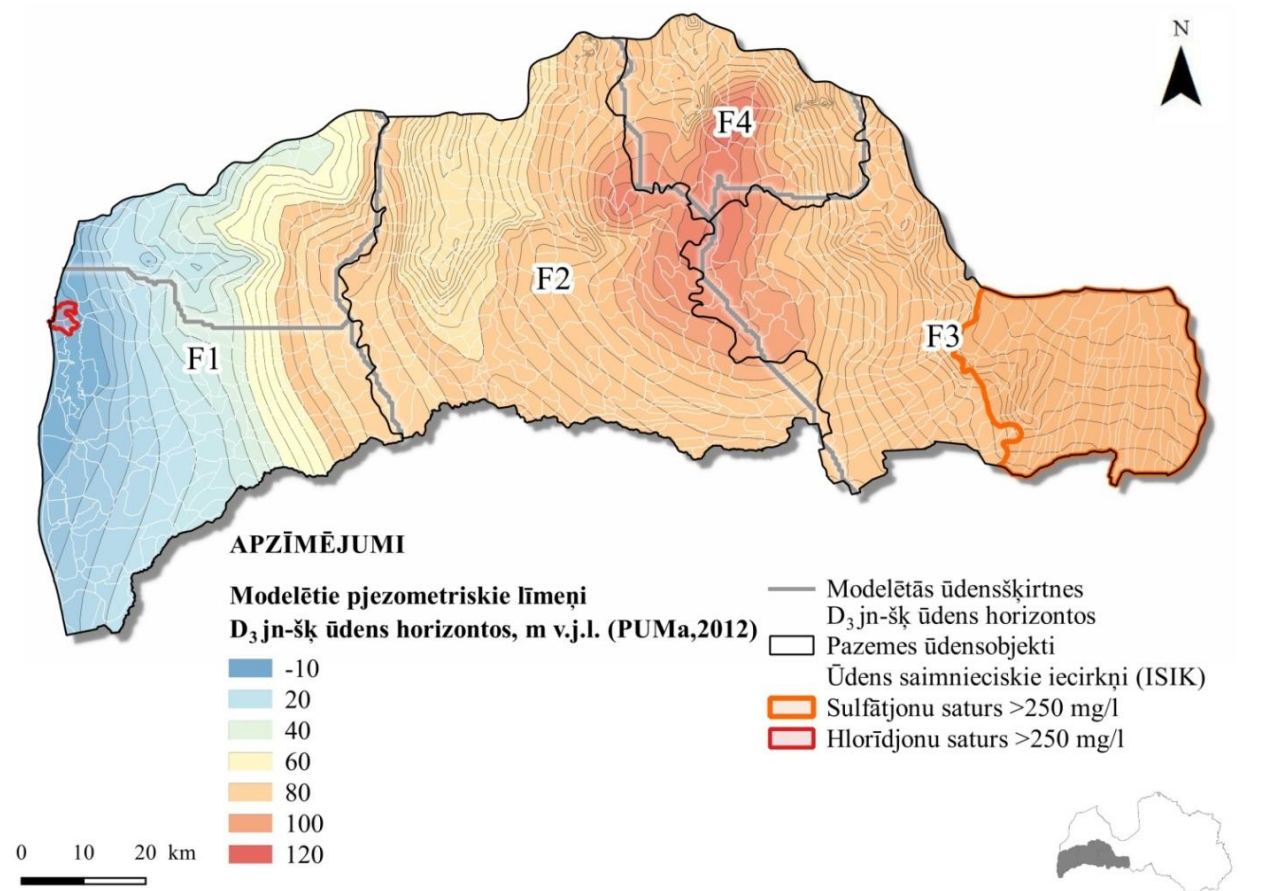 N
F4
F2
F3
F1
APZĪMĒJUMI
Modelētie pjezometriskie līmeņi
D₃ jn-šķ ūdens horizontos, m v.j.l. (PUMa,2012)
-10
20
40
60
80
100
120
Modelētās ūdensšķirtnes
D₃ jn-šķ ūdens horizontos
Pazemes ūdensobjekti
Ūdens saimnieciskie iecirkņi (ISIK)
Sulfātjonu saturs >250 mg/l
Hlorīdjonu saturs >250 mg/l
0 10 20 km